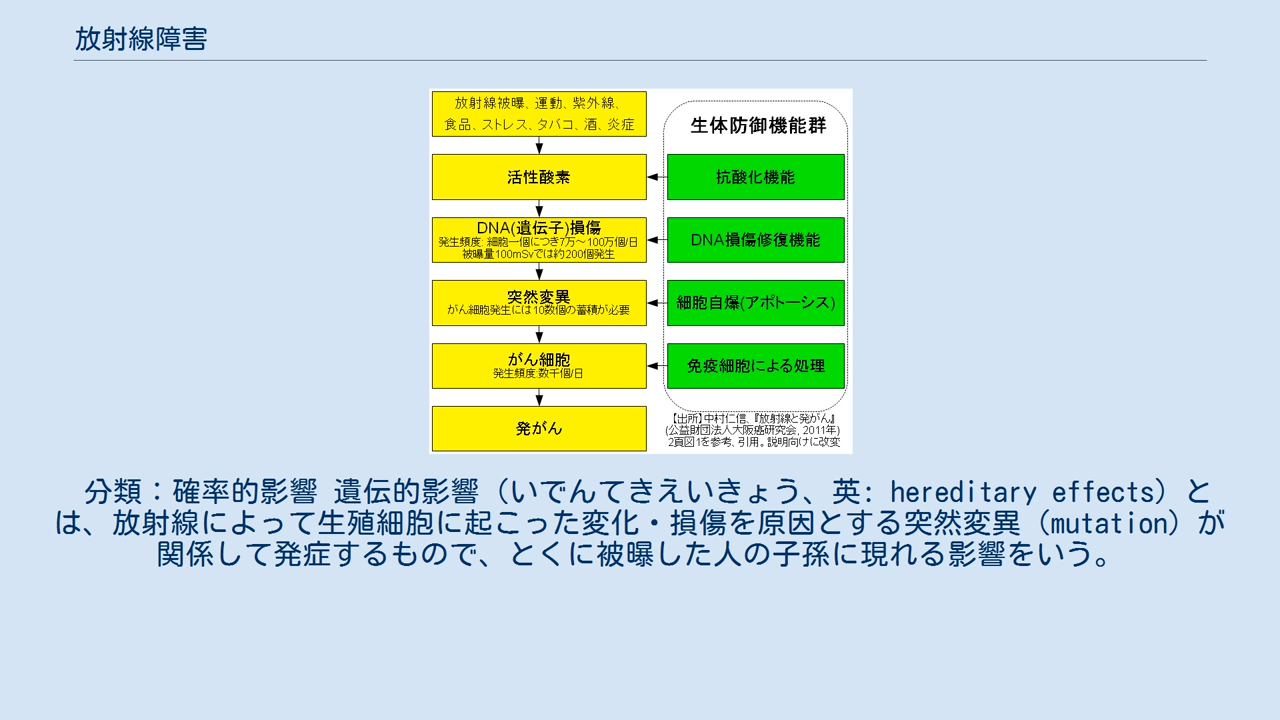 放射線障害
放射線被曝、運動、紫外線、
食品、ストレス、タバコ、酒、炎症
生体防御機能群
活性酸素
抗酸化機能
DNA(遺伝子)損傷
発生頻度: 細胞一個につき7万～100万個/日
被曝量100mSvでは約200個発生
DNA損傷修復機能
突然変異
がん細胞発生には10数個の蓄積が必要
細胞自爆(アポトーシス)
がん細胞
発生頻度:数千個/日
免疫細胞による処理
発がん
【出所】中村仁信、『放射線と発がん』
(公益財団法人大阪癌研究会, 2011年)
2頁図1を参考、引用。説明向けに改変
分類：確率的影響 遺伝的影響（いでんてきえいきょう、英: hereditary effects）と
は、放射線によって生殖細胞に起こった変化・損傷を原因とする突然変異（mutation）が
関係して発症するもので、とくに被曝した人の子孫に現れる影響をいう。